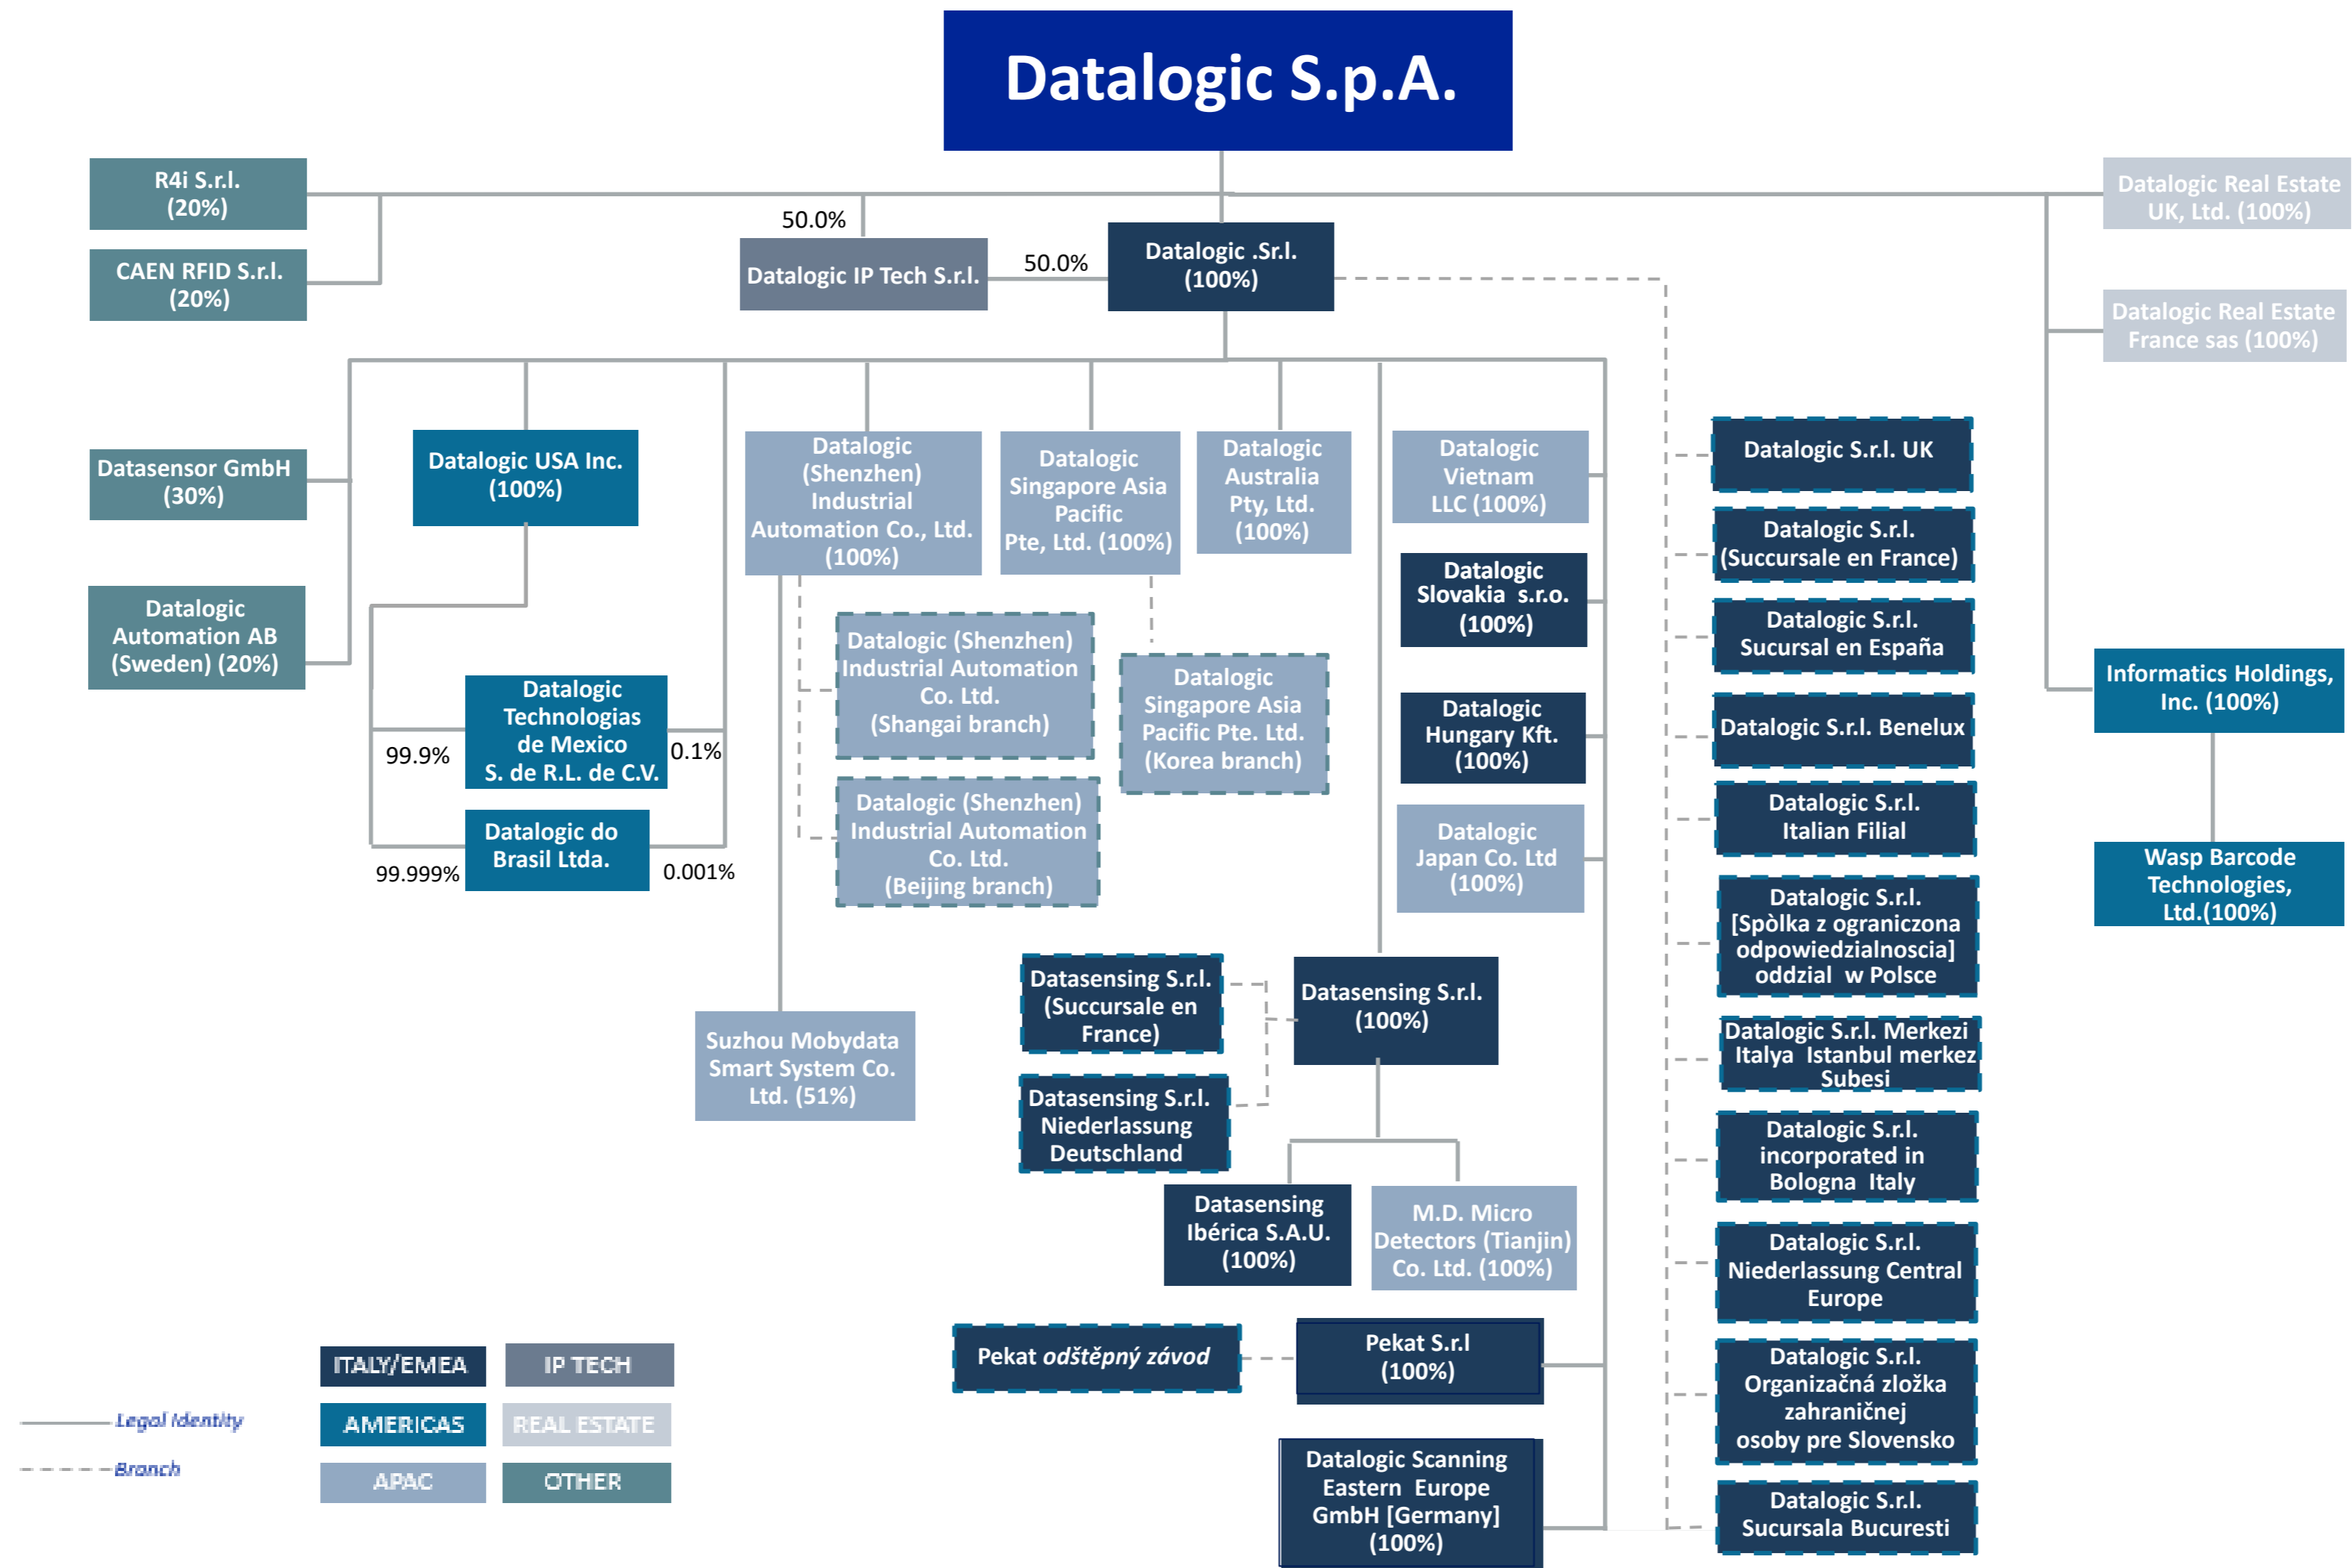 Datalogic S.p.A.
R4i S.r.l.
(20%)
CAEN RFID S.r.l.
(20%)
50.0%
Datalogic IP Tech S.r.l.
50.0%
Datalogic .Sr.l.
(100%)
Datalogic Real Estate
UK, Ltd. (100%)
Datalogic Real Estate
France sas (100%)
Datasensor GmbH
(30%)
Datalogic
Automation AB
(Sweden) (20%)
Datalogic USA Inc.
(100%)
Datalogic
Technologias
de Mexico
S. de R.L. de C.V.
99.9%
0.1%
Datalogic do
Brasil Ltda.
99.999%
0.001%
Datalogic
(Shenzhen)
Industrial
Automation Co., Ltd.
(100%)
Datalogic
Singapore Asia
Pacific
Pte, Ltd. (100%)
Datalogic
Australia
Pty, Ltd.
(100%)
Datalogic
Vietnam
LLC (100%)
Datalogic
Slovakia s.r.o.
(100%)
Datalogic
Hungary Kft.
(100%)
Datalogic
Japan Co. Ltd
(100%)
Datalogic (Shenzhen)
Industrial Automation
Co. Ltd.
(Shangai branch)
Datalogic (Shenzhen)
Industrial Automation
Co. Ltd.
(Beijing branch)
Datalogic
Singapore Asia
Pacific Pte. Ltd.
(Korea branch)
Suzhou Mobydata
Smart System Co.
Ltd. (51%)
Datasensing S.r.l.
(Succursale en
France)
Datasensing S.r.l.
Niederlassung
Deutschland
Datasensing S.r.l.
(100%)
Datasensing
Ibérica S.A.U.
(100%)
M.D. Micro
Detectors (Tianjin)
Co. Ltd. (100%)
Pekat odštěpný závod
Pekat S.r.l
(100%)
Datalogic Scanning
Eastern Europe
GmbH [Germany]
(100%)
Datalogic S.r.l. UK
Datalogic S.r.l.
(Succursale en France)
Datalogic S.r.l.
Sucursal en España
Datalogic S.r.l. Benelux
Datalogic S.r.l.
Italian Filial
Datalogic S.r.l.
[Spòlka z ograniczona
odpowiedzialnoscia]
oddzial w Polsce
Datalogic S.r.l. Merkezi
Italya Istanbul merkez
Subesi
Datalogic S.r.l.
incorporated in
Bologna Italy
Datalogic S.r.l.
Niederlassung Central
Europe
Datalogic S.r.l.
Organizačná zložka
zahraničnej
osoby pre Slovensko
Datalogic S.r.l.
Sucursala Bucuresti
Informatics Holdings,
Inc. (100%)
Wasp Barcode
Technologies,
Ltd.(100%)
Legal Identity
Branch
ITALY/EMEA
IP TECH
AMERICAS
REAL ESTATE
APAC
OTHER